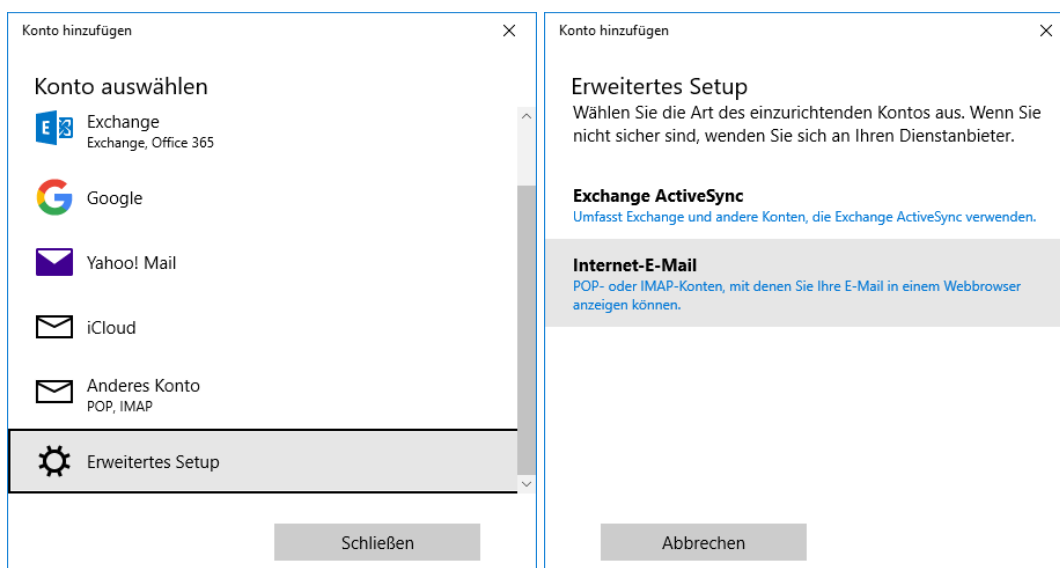 Konto hinzufügen
Konto auswählen
Exchange
Exchange, Office 365
Google
Yahoo! Mail
iCloud
Anderes Konto
POP, IMAP
Erweitertes Setup
Schließen
Konto hinzufügen
Erweitertes Setup
Wählen Sie die Art des einzurichtenden Kontos aus. Wenn Sie
nicht sicher sind, wenden Sie sich an Ihren Dienstanbieter.
Exchange ActiveSync
Umfasst Exchange und andere Konten, die Exchange ActiveSync verwenden.
Internet-E-Mail
POP- oder IMAP-Konten, mit denen Sie Ihre E-Mail in einem Webbrowser
anzeigen können.
Abbrechen